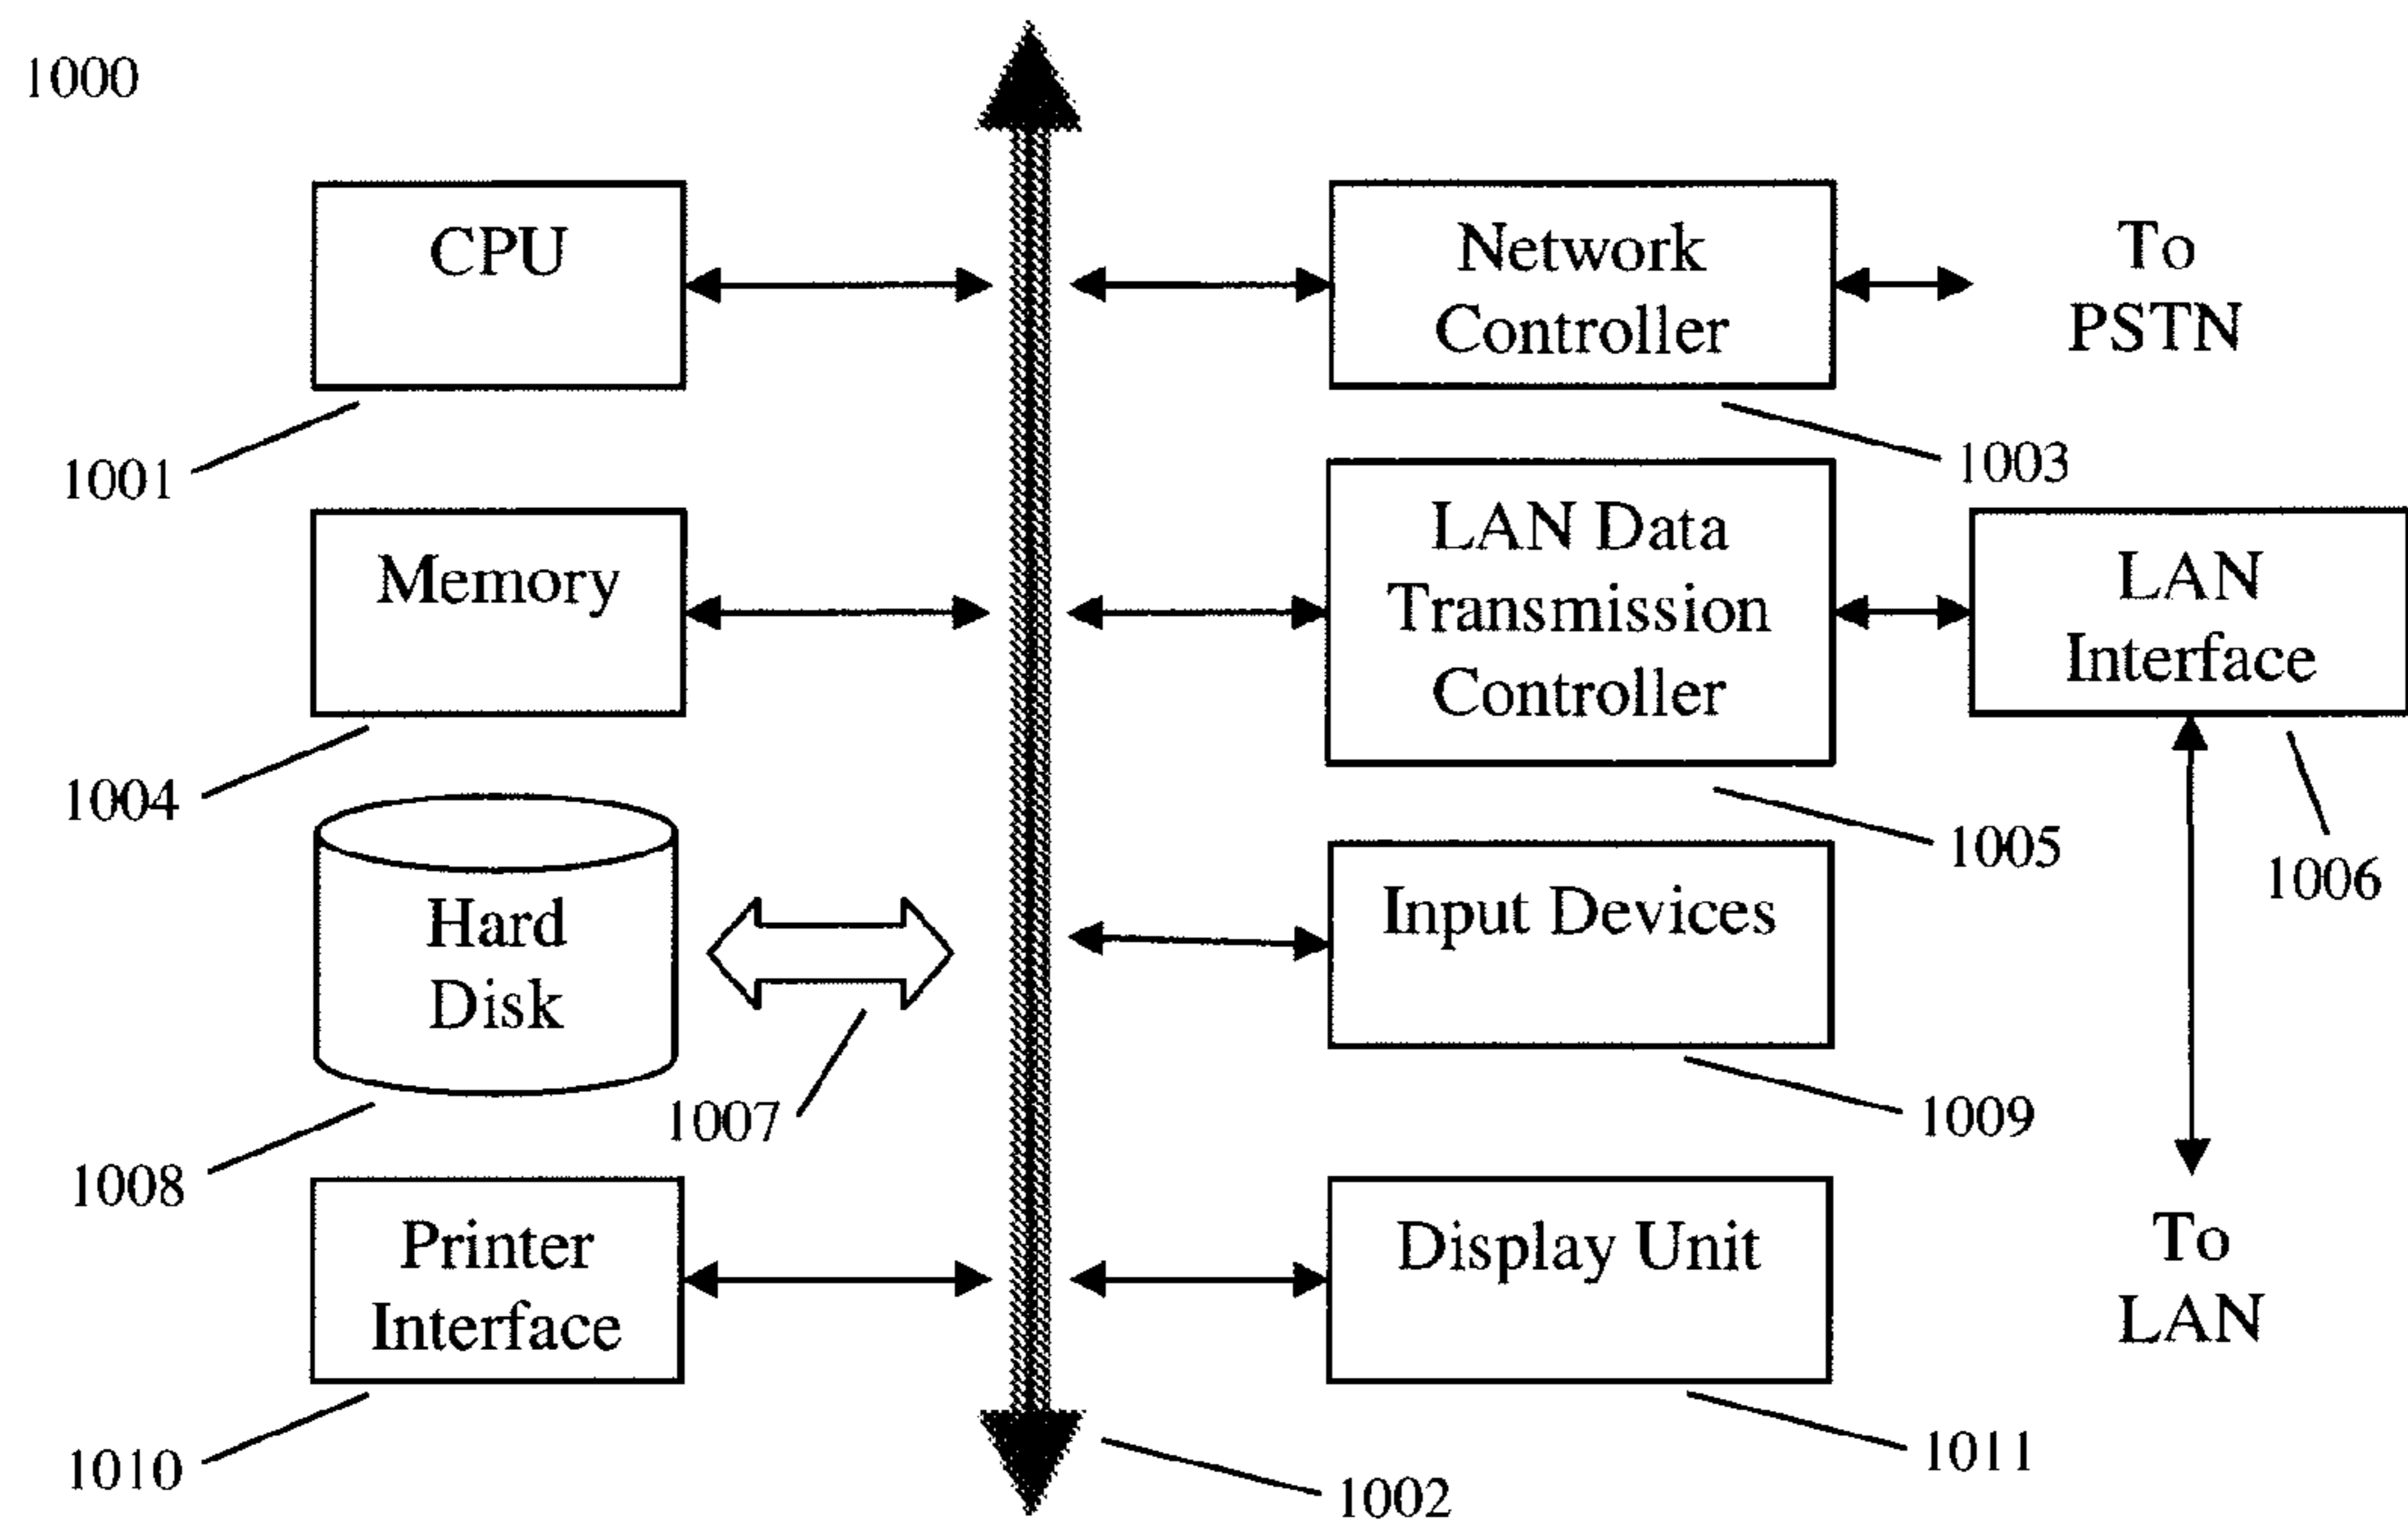 1000
CPU
Network
Controller
To
PSTN
1001
1003
Memory
LAN Data
Transmission
Controller
LAN
Interface
1004
1005
1006
Hard
Disk
1007
Input Devices
1008
1009
Printer
Interface
Display Unit
To
LAN
1010
1002
1011